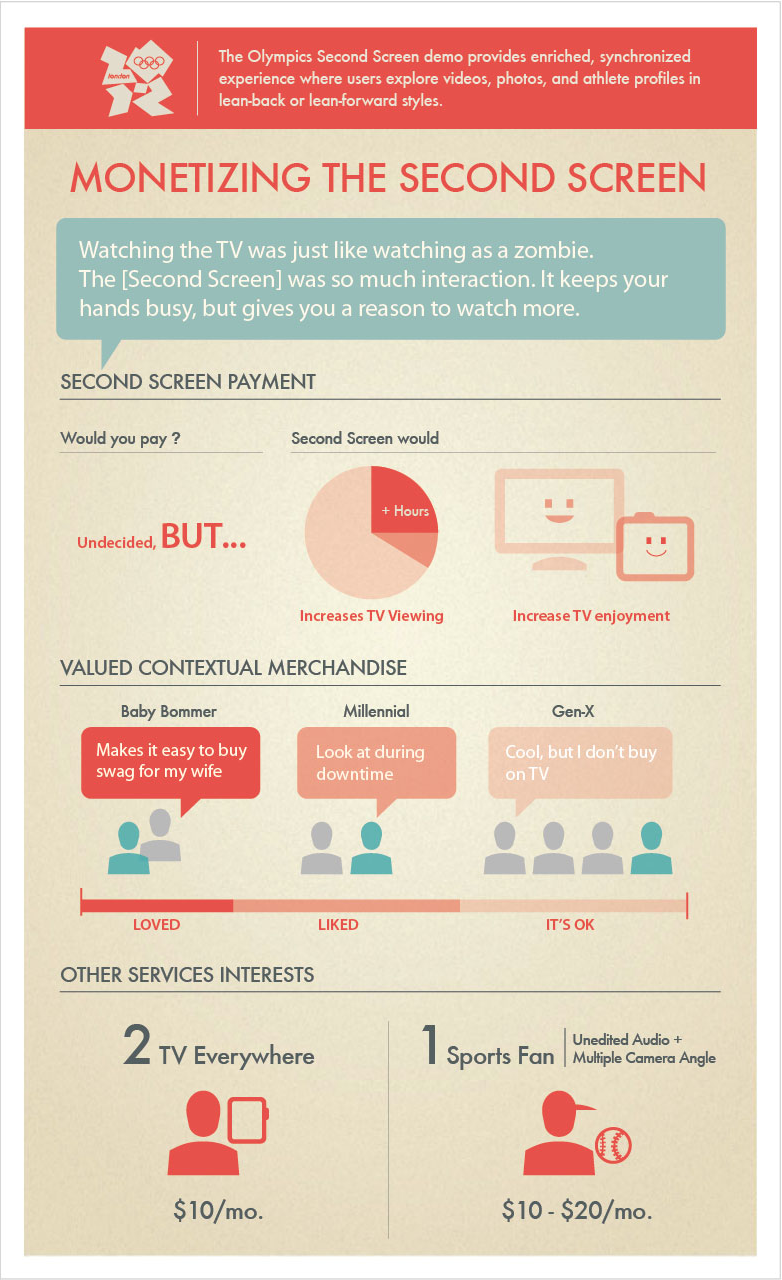 london
The Olympics Second Screen demo provides enriched, synchronized
experience where users explore videos, photos, and athlete profiles in
lean-back or lean-forward styles.
MONETIZING THE SECOND SCREEN
Watching the TV was just like watching as a zombie.
The [Second Screen] was so much interaction. It keeps your
hands busy, but gives you a reason to watch more.
SECOND SCREEN PAYMENT
Would you pay ?
Second Screen would
Undecided, BUT...
+ Hours
Increases TV Viewing
Increase TV enjoyment
VALUED CONTEXTUAL MERCHANDISE
Baby Bommer
Millennial
Gen-X
Makes it easy to buy
swag for my wife
Look at during
downtime
Cool, but I don't buy
on TV
LOVED
LIKED
IT'S OK
OTHER SERVICES INTERESTS
2 TV Everywhere
1 Sports Fan
Unedited Audio +
Multiple Camera Angle
$10/mo.
$10 - $20/mo.